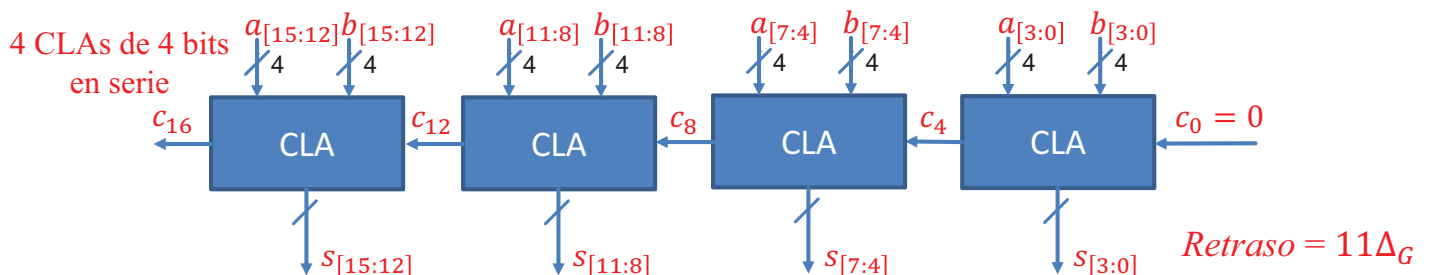 4 CLAs de 4 bits
en serie
a[15:12] b[15:12] a[11:8] b[11:8] a[7:4] b[7:4] a[3:0] b[3:0]
4 4 4 4 4 4 4 4
c16 CLA c12 CLA c8 CLA c4 CLA c0 = 0
s[15:12] s[11:8] s[7:4] s[3:0]
Retraso = 11ΔG